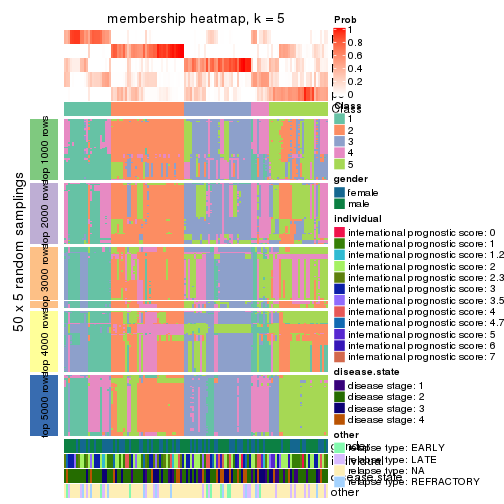 membership heatmap, k = 5
50 x 5 random samplings
top 1000 rows
top 2000 rows
top 3000 rows
top 4000 rows
top 5000 rows
Prob
1
0.8
0.6
0.4
0.2
0
Class
Class
1
2
3
4
5
gender
female
male
individual
international prognostic score: 0
international prognostic score: 1
international prognostic score: 1.2
international prognostic score: 2
international prognostic score: 2.3
international prognostic score: 3
international prognostic score: 3.5
international prognostic score: 4
international prognostic score: 4.7
international prognostic score: 5
international prognostic score: 6
international prognostic score: 7
disease.state
disease stage: 1
disease stage: 2
disease stage: 3
disease stage: 4
other
relapse type: EARLY
relapse type: LATE
relapse type: NA
relapse type: REFRACTORY
gender
individual
disease.state
other